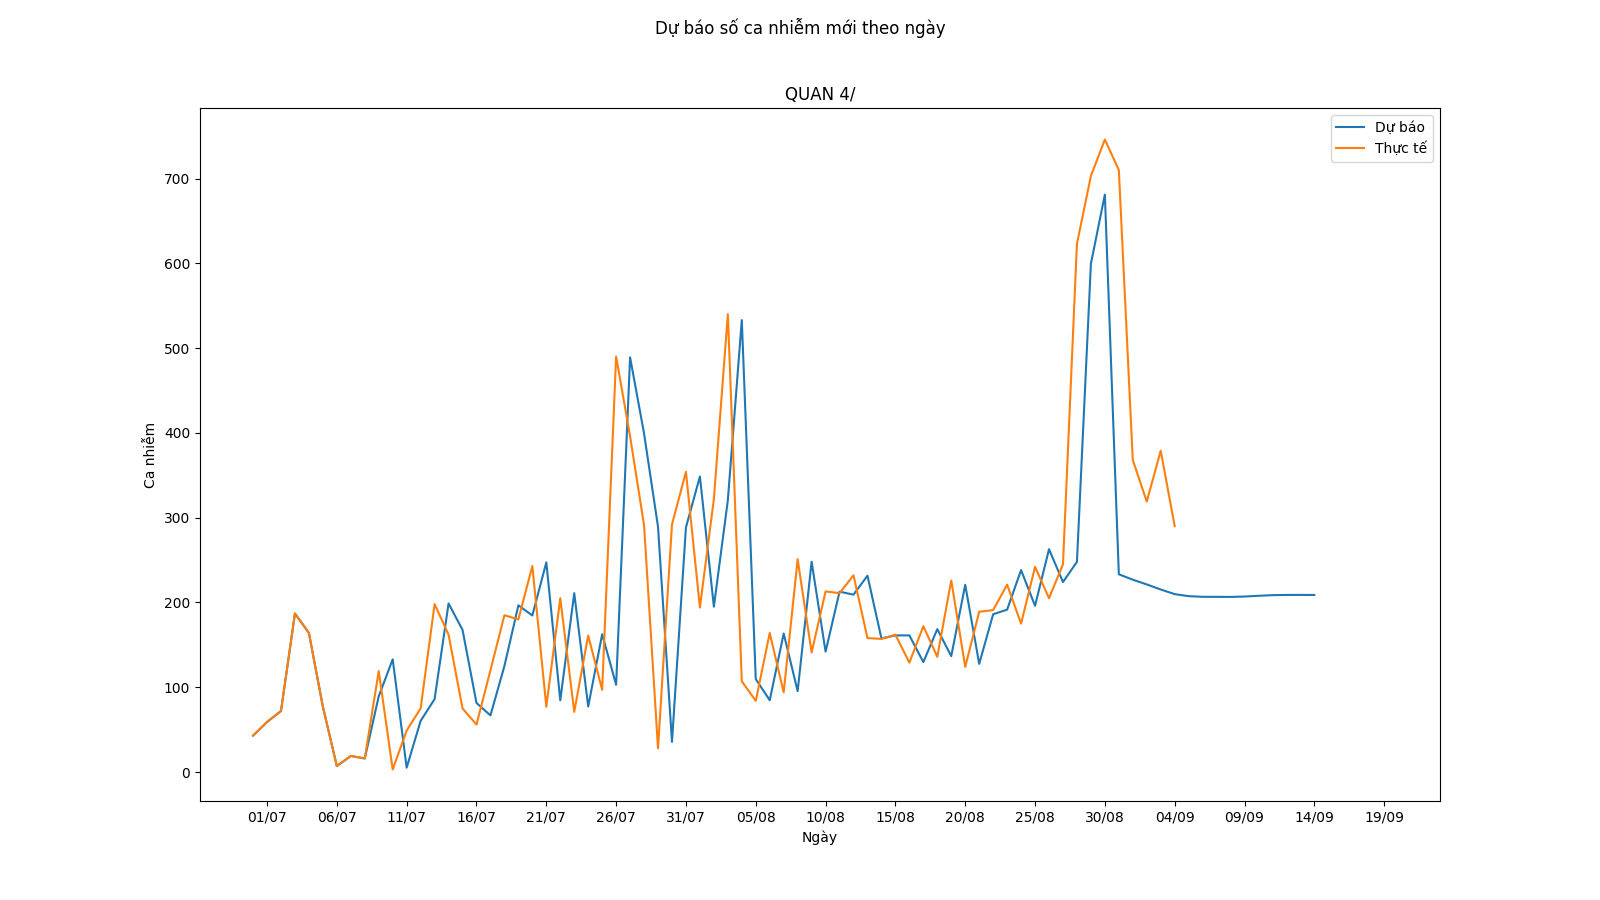 Dự báo số ca nhiễm mới theo ngày
QUAN 4/
Dự báo
Thực tế
700
600
500
400
300
200
100
0
Ca nhiễm
01/07 06/07 11/07 16/07 21/07 26/07 31/07 05/08 10/08 15/08 20/08 25/08 30/08 04/09 09/09 14/09 19/09
Ngày